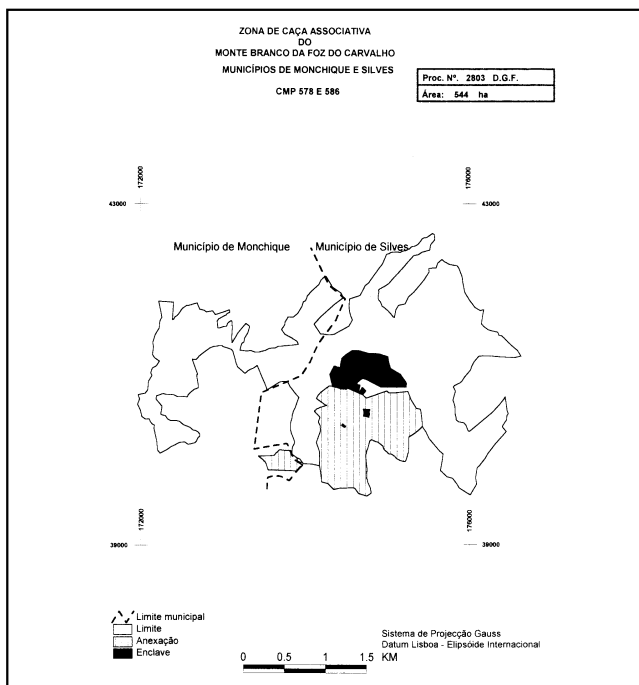 ZONA DE CAÇA ASSOCIATIVA
DO
MONTE BRANCO DA FOZ DO CARVALHO
MUNICÍPIOS DE MONCHIQUE E SILVES
CMP 578 E 586
Proc. Nº. 2803 D.G.F.
Área: 544 ha
172000
176000
43000
43000
Município de Monchique
Município de Silves
39000
39000
172000
176000
Limite municipal
Limite
Anexação
Enclave
0 0.5 1 1.5 KM
Sistema de Projecção Gauss
Datum Lisboa - Elipsóide Internacional